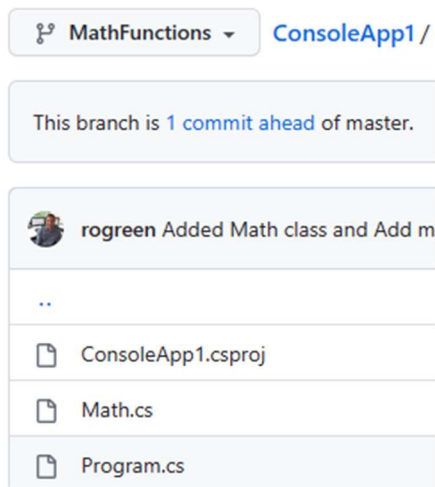 MathFunctions ConsoleApp1 /
This branch is 1 commit ahead of master.
rogreen Added Math class and Add m
..
ConsoleApp1.csproj
Math.cs
Program.cs